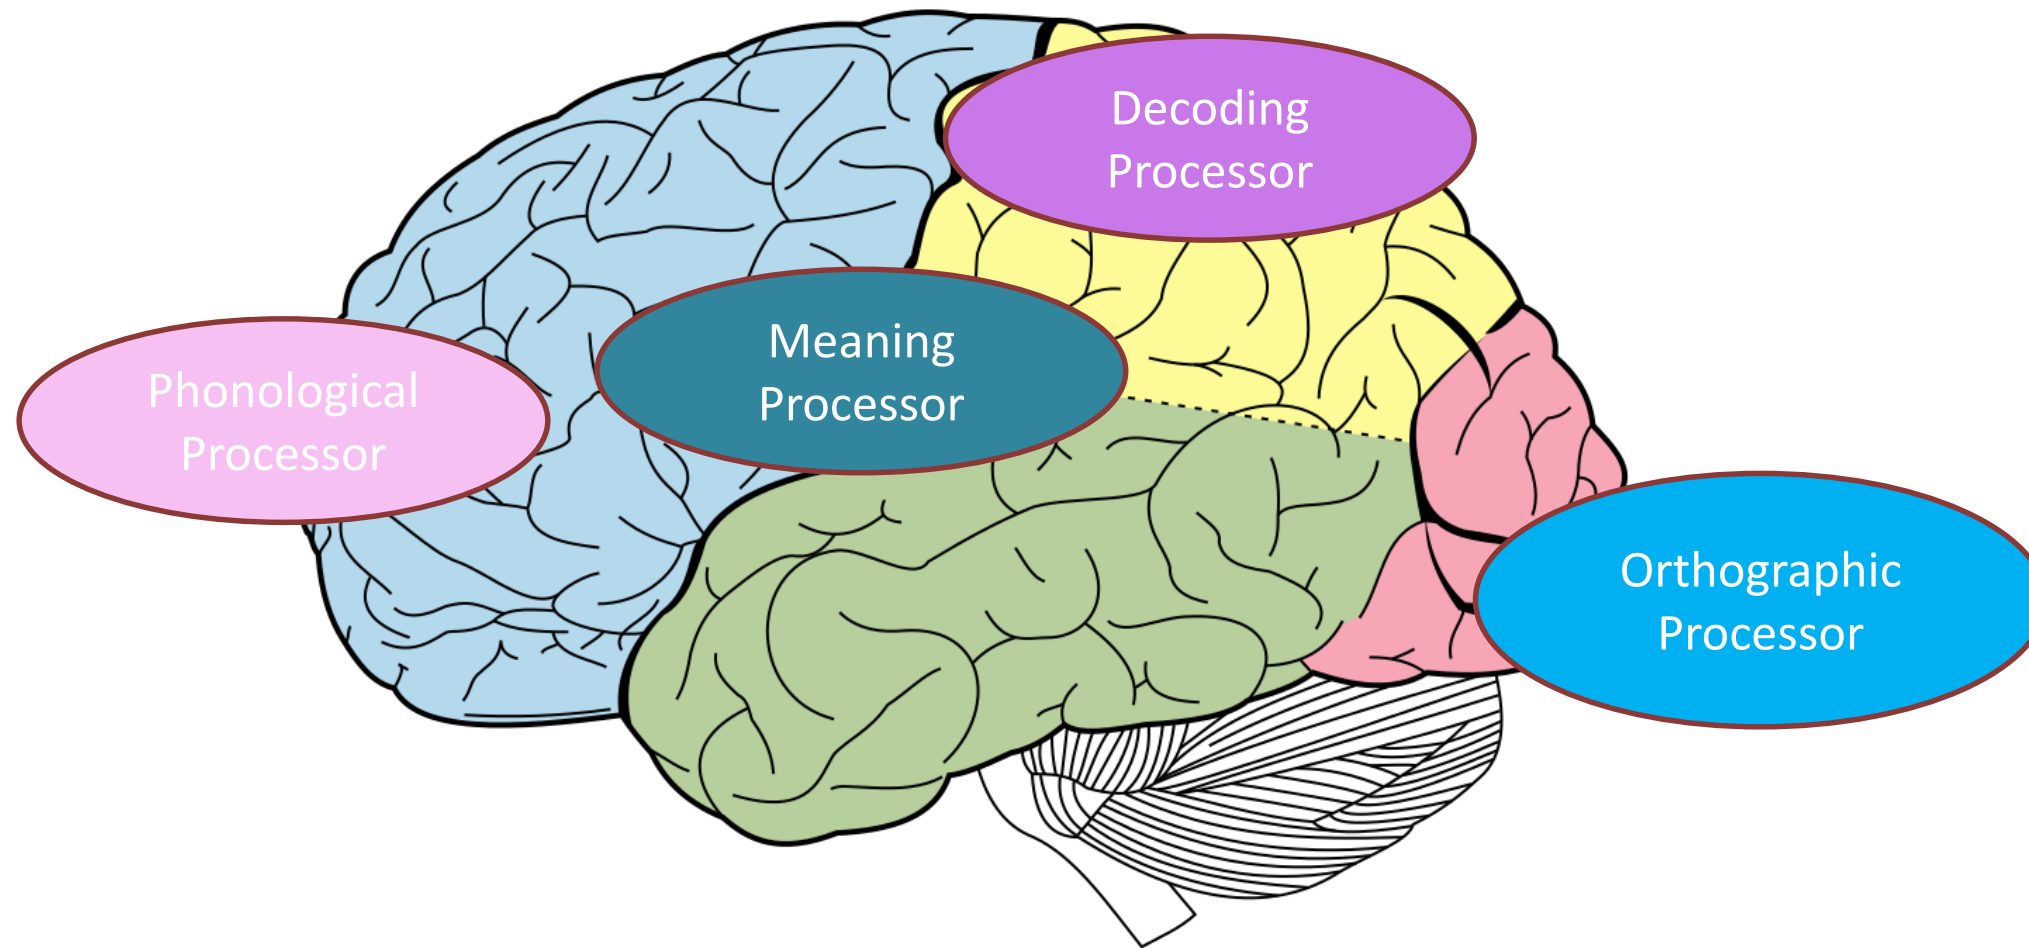 Decoding
Processor
Meaning
Processor
Phonological
Processor
Orthographic
Processor